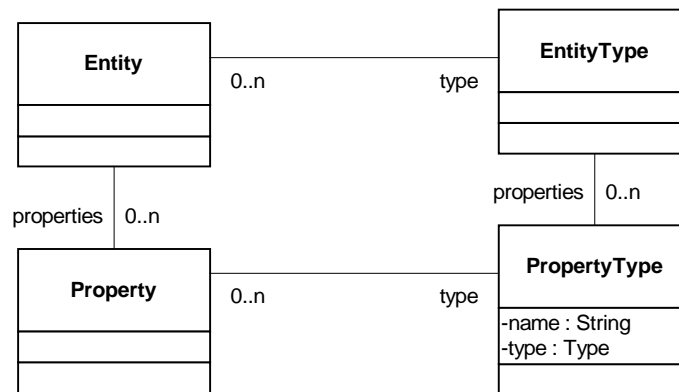 Entity
EntityType
0..n
type
properties
0..n
properties
0..n
Property
PropertyType
0..n
type
-name : String
-type : Type